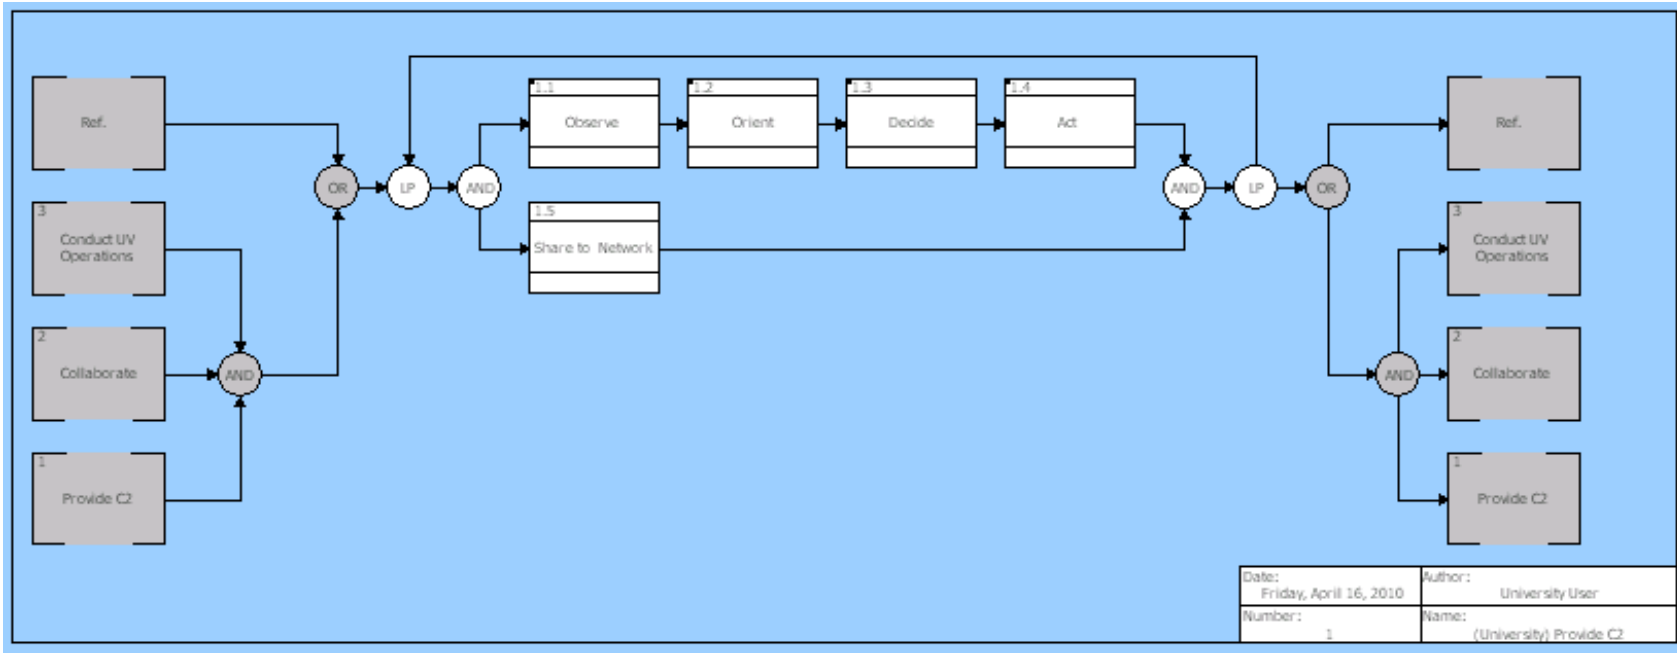 Ref.
3
Conduct UV
Operations
2
Collaborate
1
Provide C2
AND
OR
LP
AND
1.1
Observe
1.2
Orient
1.3
Decide
1.4
Act
1.5
Share to Network
AND
LP
OR
AND
Ref.
3
Conduct UV
Operations
2
Collaborate
1
Provide C2
Date:
Friday, April 16, 2010
Author:
University User
Number:
1
Name:
(University) Provide C2